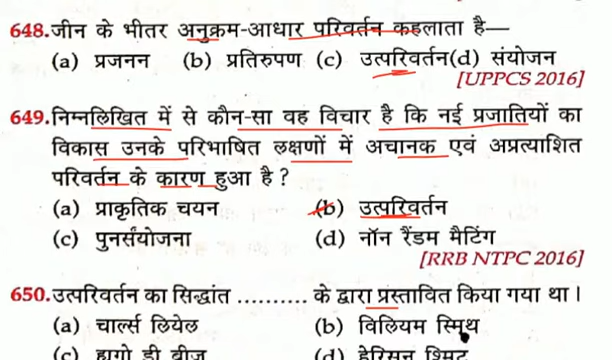 648.जीन के भीतर अनुक्रम-आधार परिवर्तन कहलाता है—
(a) प्रजनन (b) प्रतिरुपण (c) उत्परिवर्तन(d) संयोजन
[UPPCS 2016]
649.निम्नलिखित में से कौन-सा वह विचार है कि नई प्रजातियों का
विकास उनके परिभाषित लक्षणों में अचानक एवं अप्रत्याशित
परिवर्तन के कारण हुआ है ?
(a) प्राकृतिक चयन (b) उत्परिवर्तन
(c) पुनर्संयोजना (d) नॉन रैंडम मैटिंग
[RRB NTPC 2016]
650.उत्परिवर्तन का सिद्धांत .......... के द्वारा प्रस्तावित किया गया था।
(a) चार्ल्स लियेल (b) विलियम स्मिथ
(c) ह्यूगो डी व्रीज (d) हैरिसन श्मिट